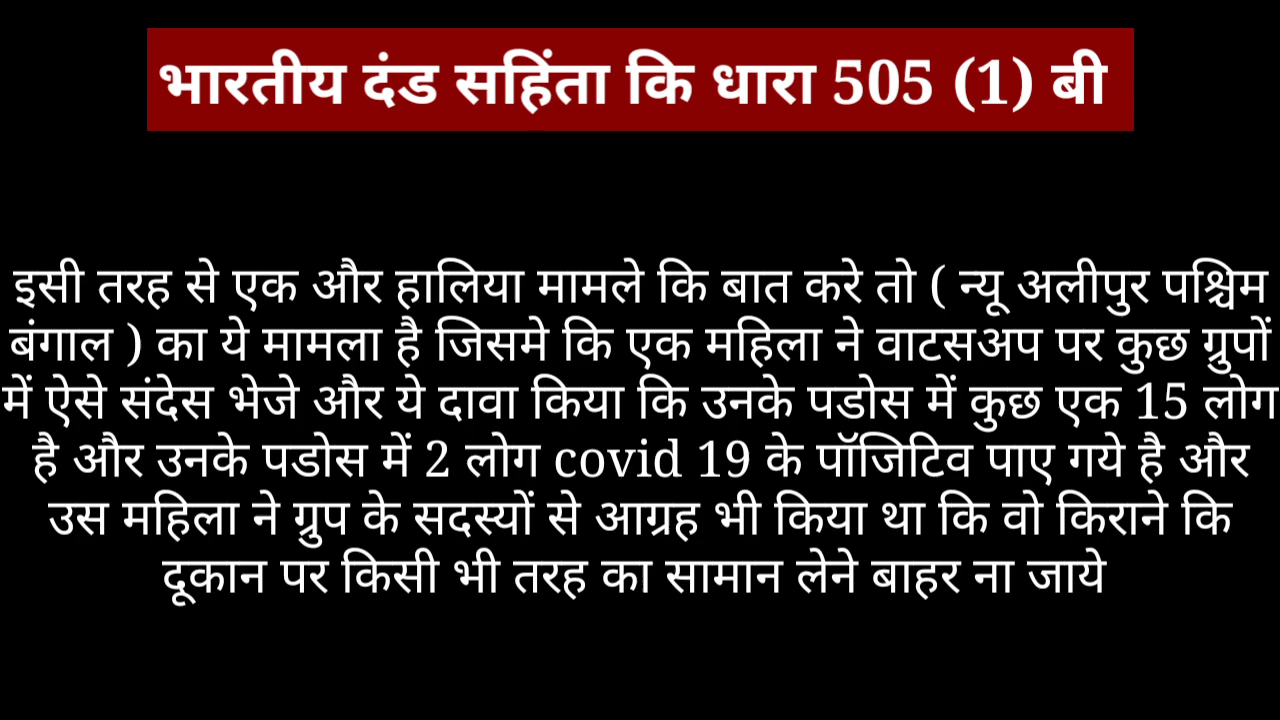 भारतीय दंड सहिंता कि धारा 505 (1) बी
इसी तरह से एक और हालिया मामले कि बात करे तो ( न्यू अलीपुर पश्चिम
बंगाल ) का ये मामला है जिसमे कि एक महिला ने वाटसअप पर कुछ ग्रुपों
में ऐसे संदेस भेजे और ये दावा किया कि उनके पडोस में कुछ एक 15 लोग
है और उनके पडोस में 2 लोग covid 19 के पॉजिटिव पाए गये है और
उस महिला ने ग्रुप के सदस्यों से आग्रह भी किया था कि वो किराने कि
दूकान पर किसी भी तरह का सामान लेने बाहर ना जाये